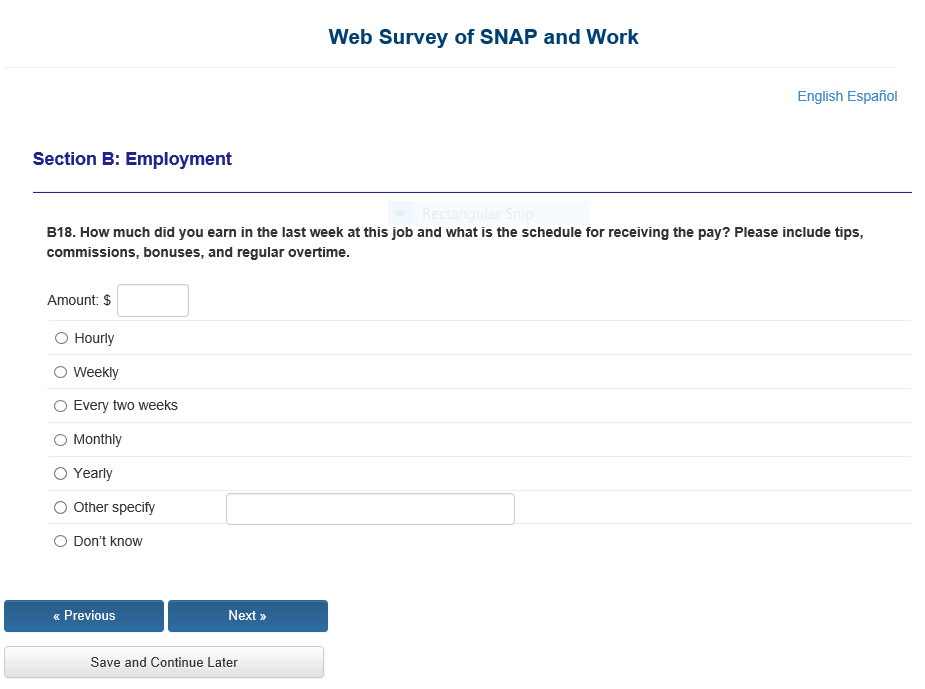 Web Survey of SNAP and Work
English Español
Section B: Employment
Rectangular Snip
B18. How much did you earn in the last week at this job and what is the schedule for receiving the pay? Please include tips,
commissions, bonuses, and regular overtime.
Amount: $
Hourly
Weekly
Every two weeks
Monthly
Yearly
Other specify
Don’t know
« Previous
Next »
Save and Continue Later